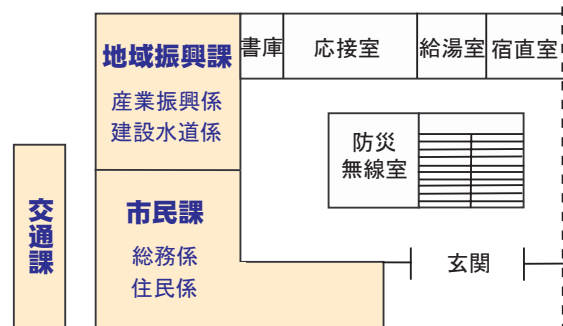 地域振興課
産業振興係
建設水道係
書庫
応接室
給湯室
宿直室
防災
無線室
交通課
市民課
総務係
住民係
玄関